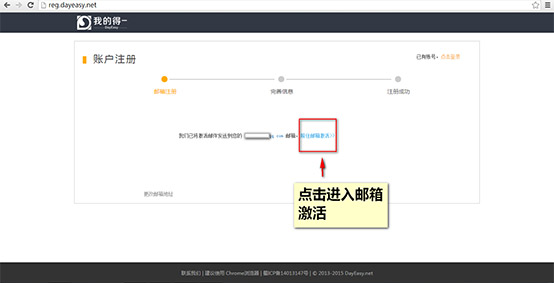 reg.dayeasy.net
我的得一
DayEasy
账户注册
已有账号，点击登录
邮箱注册 完善信息 注册成功
我们已将激活邮件发送到您的 qq.com 邮箱，前往邮箱激活>>
点击进入邮箱
激活
更改邮箱地址
联系我们 | 建议使用 Chrome浏览器 | 蜀ICP备14013147号 | © 2013-2015 DayEasy.net